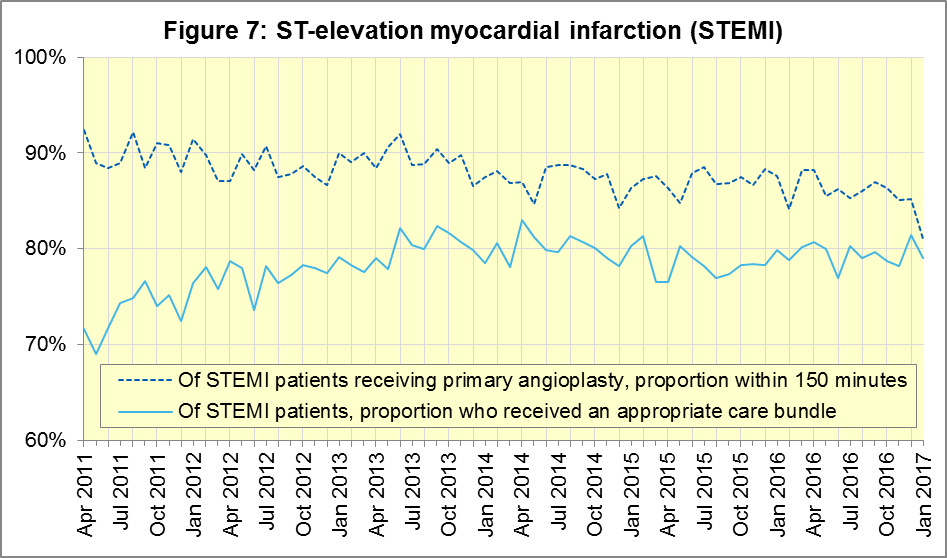 Figure 7: ST-elevation myocardial infarction (STEMI)
100%
90%
80%
70%
60%
Of STEMI patients receiving primary angioplasty, proportion within 150 minutes
Of STEMI patients, proportion who received an appropriate care bundle
Apr 2011
Jul 2011
Oct 2011
Jan 2012
Apr 2012
Jul 2012
Oct 2012
Jan 2013
Apr 2013
Jul 2013
Oct 2013
Jan 2014
Apr 2014
Jul 2014
Oct 2014
Jan 2015
Apr 2015
Jul 2015
Oct 2015
Jan 2016
Apr 2016
Jul 2016
Oct 2016
Jan 2017